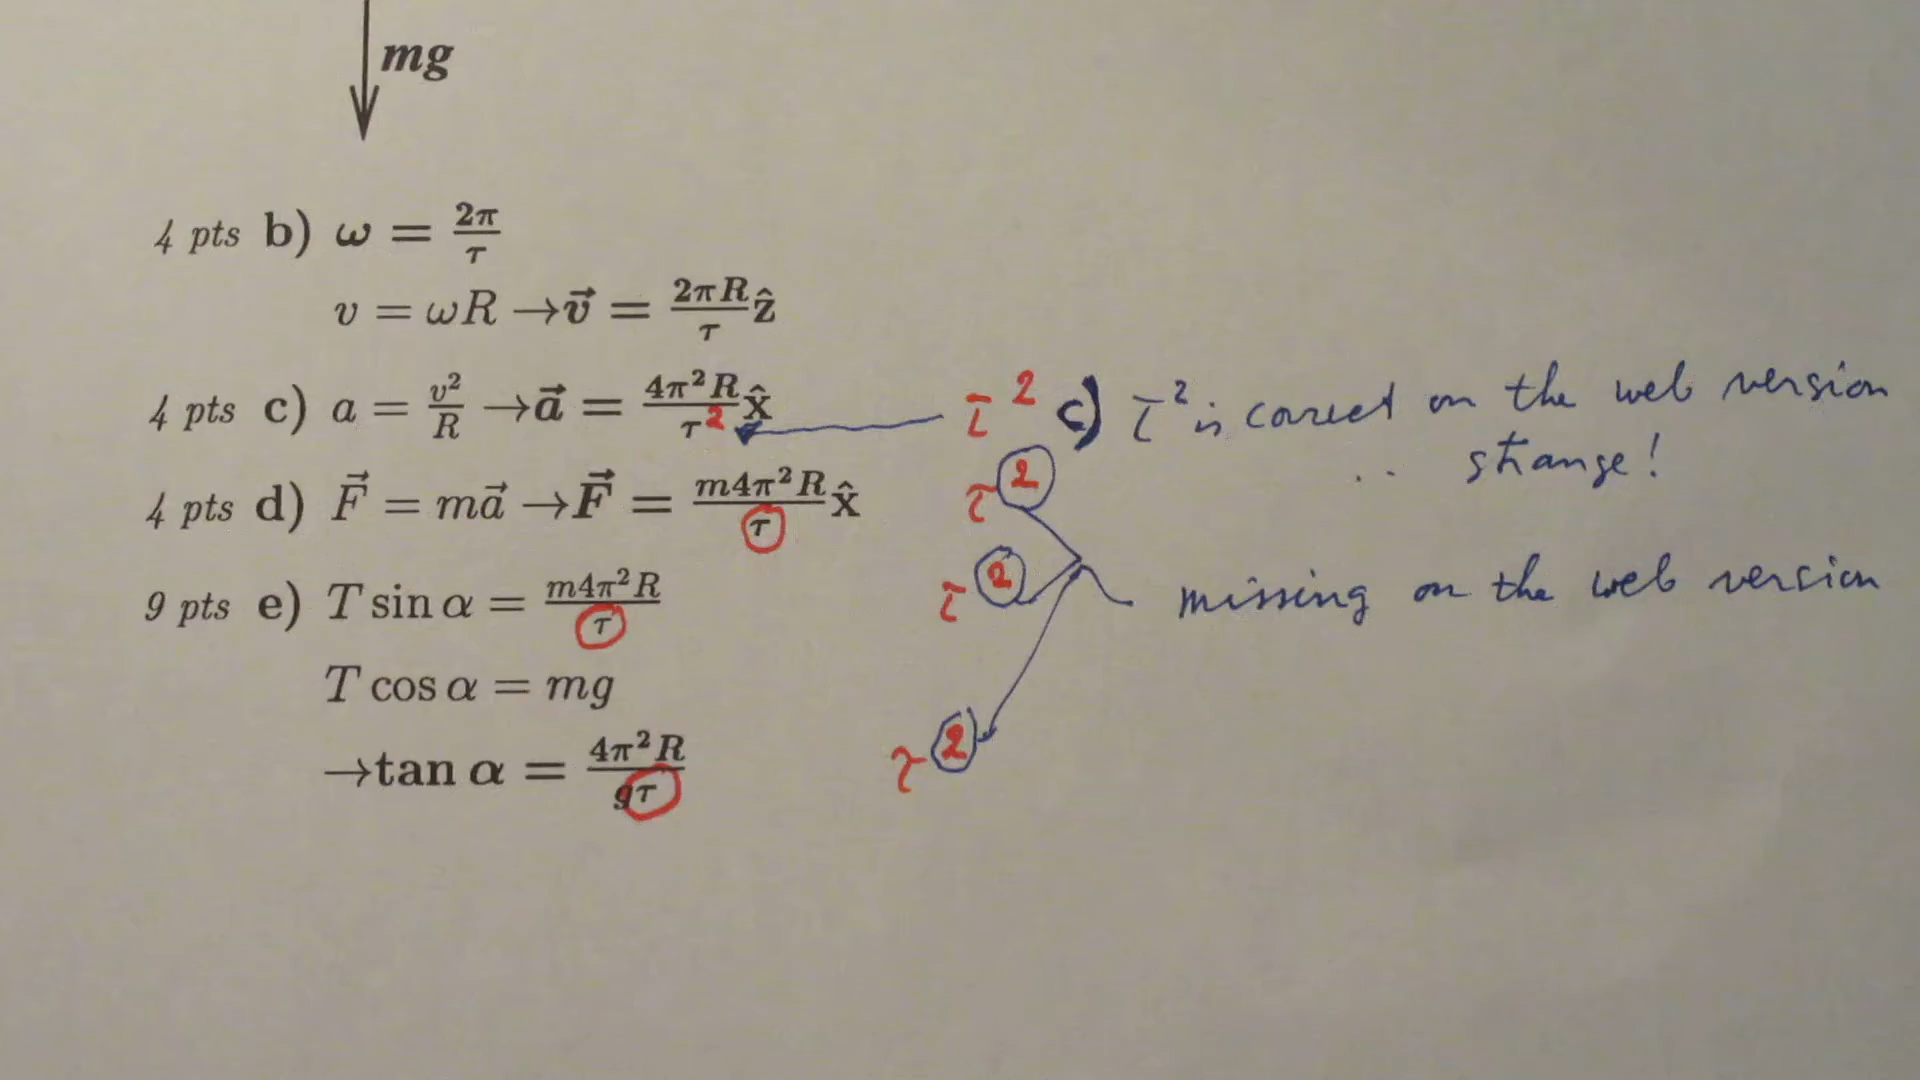 mg
4 pts b) ω = 2π/τ
v = ωR → v⃗ = 2πR/τ ẑ
4 pts c) a = v²/R → a⃗ = 4π²R/τ² x̂
τ² c) τ² is correct on the web version
.. strange!
4 pts d) F⃗ = ma⃗ → F⃗ = m4π²R/τ x̂
τ²
9 pts e) T sin α = m4π²R/τ
τ² missing on the web version
T cos α = mg
→ tan α = 4π²R/gτ
τ²